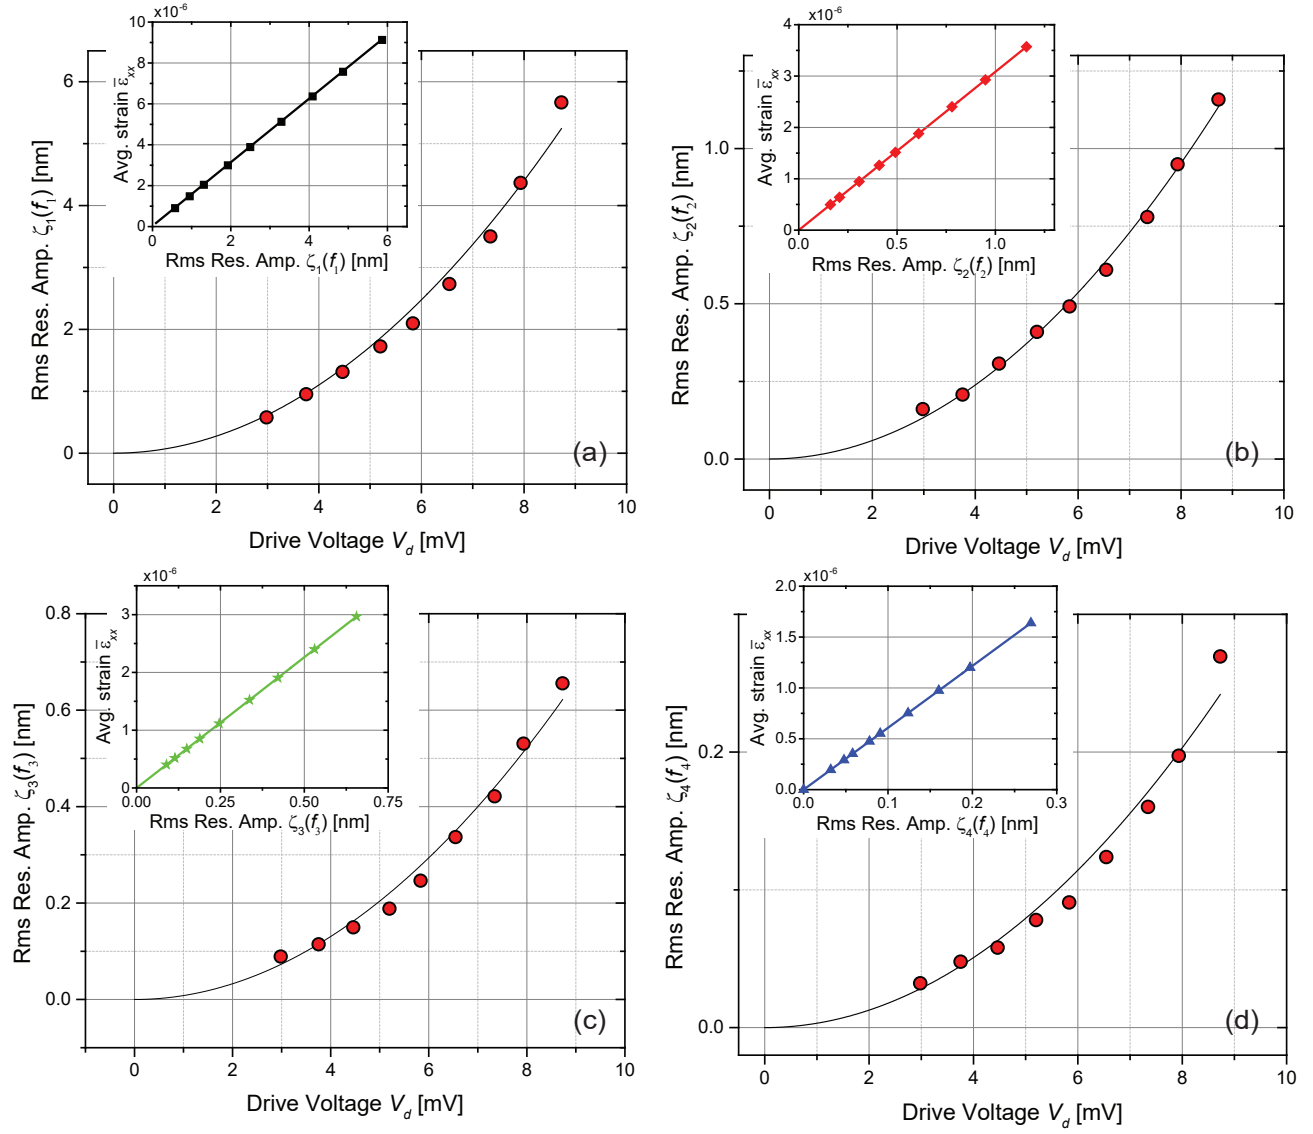 x10⁻⁶
10
8
6
4
2
0
Avg. strain ε̅xx
0 2 4 6
Rms Res. Amp. ζ₁(f₁) [nm]
6
4
2
0
Rms Res. Amp. ζ₁(f₁) [nm]
(a)
0 2 4 6 8 10
Drive Voltage Vd [mV]
x10⁻⁶
4
3
2
1
0
Avg. strain ε̅xx
0.0 0.5 1.0
Rms Res. Amp. ζ₂(f₂) [nm]
1.0
0.5
0.0
Rms Res. Amp. ζ₂(f₂) [nm]
(b)
0 2 4 6 8 10
Drive Voltage Vd [mV]
x10⁻⁶
3
2
1
0
Avg. strain ε̅xx
0.00 0.25 0.50 0.75
Rms Res. Amp. ζ₃(f₃) [nm]
0.8
0.6
0.4
0.2
0.0
Rms Res. Amp. ζ₃(f₃) [nm]
(c)
0 2 4 6 8 10
Drive Voltage Vd [mV]
x10⁻⁶
2.0
1.5
1.0
0.5
0.0
Avg. strain ε̅xx
0.0 0.1 0.2 0.3
Rms Res. Amp. ζ₄(f₄) [nm]
0.2
0.0
Rms Res. Amp. ζ₄(f₄) [nm]
(d)
0 2 4 6 8 10
Drive Voltage Vd [mV]